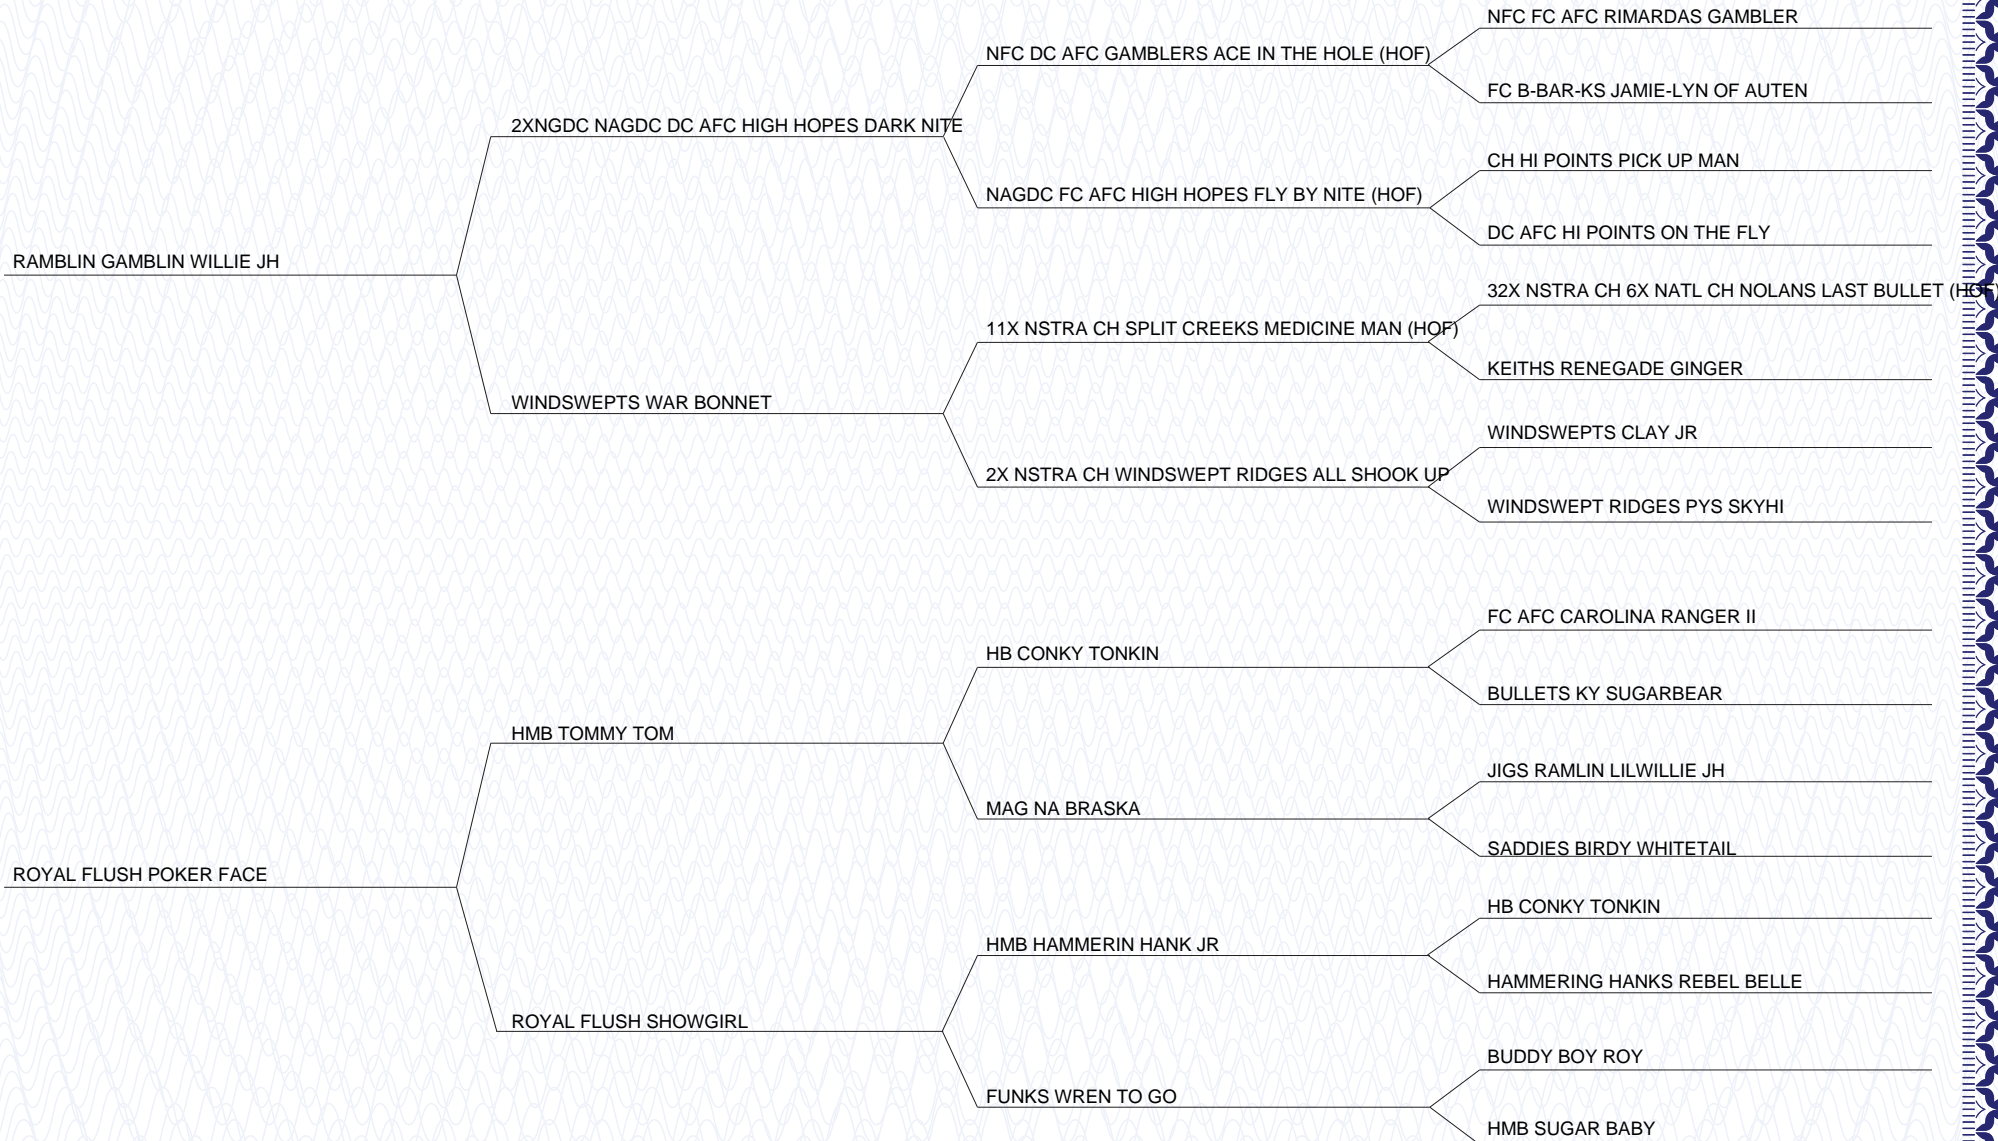 NFC FC AFC RIMARDAS GAMBLER
NFC DC AFC GAMBLERS ACE IN THE HOLE (HOF)
FC B-BAR-KS JAMIE-LYN OF AUTEN
2XNGDC NAGDC DC AFC HIGH HOPES DARK NITE
CH HI POINTS PICK UP MAN
NAGDC FC AFC HIGH HOPES FLY BY NITE (HOF)
DC AFC HI POINTS ON THE FLY
RAMBLIN GAMBLIN WILLIE JH
32X NSTRA CH 6X NATL CH NOLANS LAST BULLET (HOF)
11X NSTRA CH SPLIT CREEKS MEDICINE MAN (HOF)
KEITHS RENEGADE GINGER
WINDSWEPTS WAR BONNET
WINDSWEPTS CLAY JR
2X NSTRA CH WINDSWEPT RIDGES ALL SHOOK UP
WINDSWEPT RIDGES PYS SKYHI
FC AFC CAROLINA RANGER II
HB CONKY TONKIN
BULLETS KY SUGARBEAR
HMB TOMMY TOM
JIGS RAMLIN LILWILLIE JH
MAG NA BRASKA
SADDIES BIRDY WHITETAIL
ROYAL FLUSH POKER FACE
HB CONKY TONKIN
HMB HAMMERIN HANK JR
HAMMERING HANKS REBEL BELLE
ROYAL FLUSH SHOWGIRL
BUDDY BOY ROY
FUNKS WREN TO GO
HMB SUGAR BABY